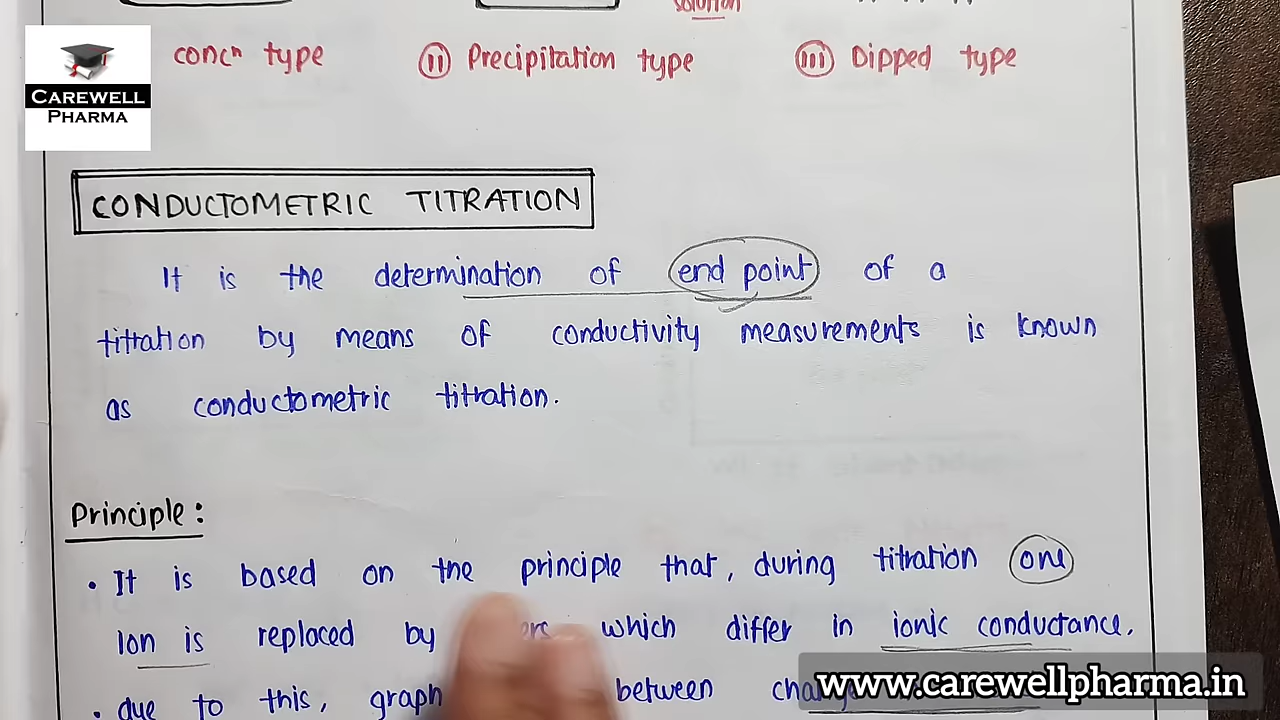 solution
concn type (ii) Precipitation type (iii) Dipped type
CAREWELL
PHARMA
CONDUCTOMETRIC TITRATION
It is the determination of end point of a
titration by means of conductivity measurements is known
as conductometric titration.
Principle:
• It is based on the principle that, during titration one
Ion is replaced by which differ in ionic conductance.
• due to this, graph between
www.carewellpharma.in